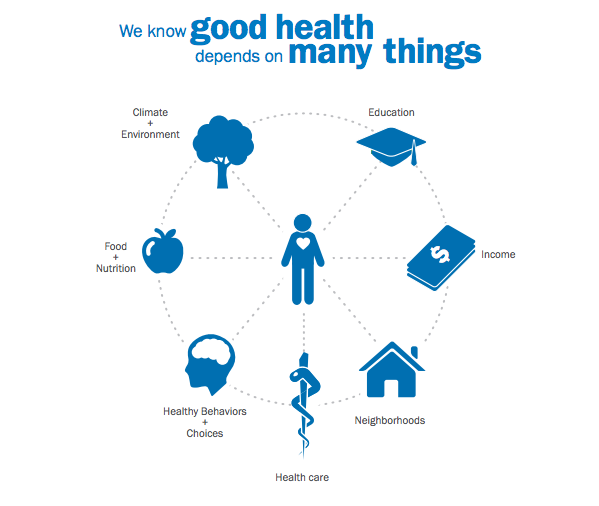 We know good health
depends on many things
Climate
+
Environment
Education
Food
+
Nutrition
$
Income
Healthy Behaviors
+
Choices
Neighborhoods
Health care